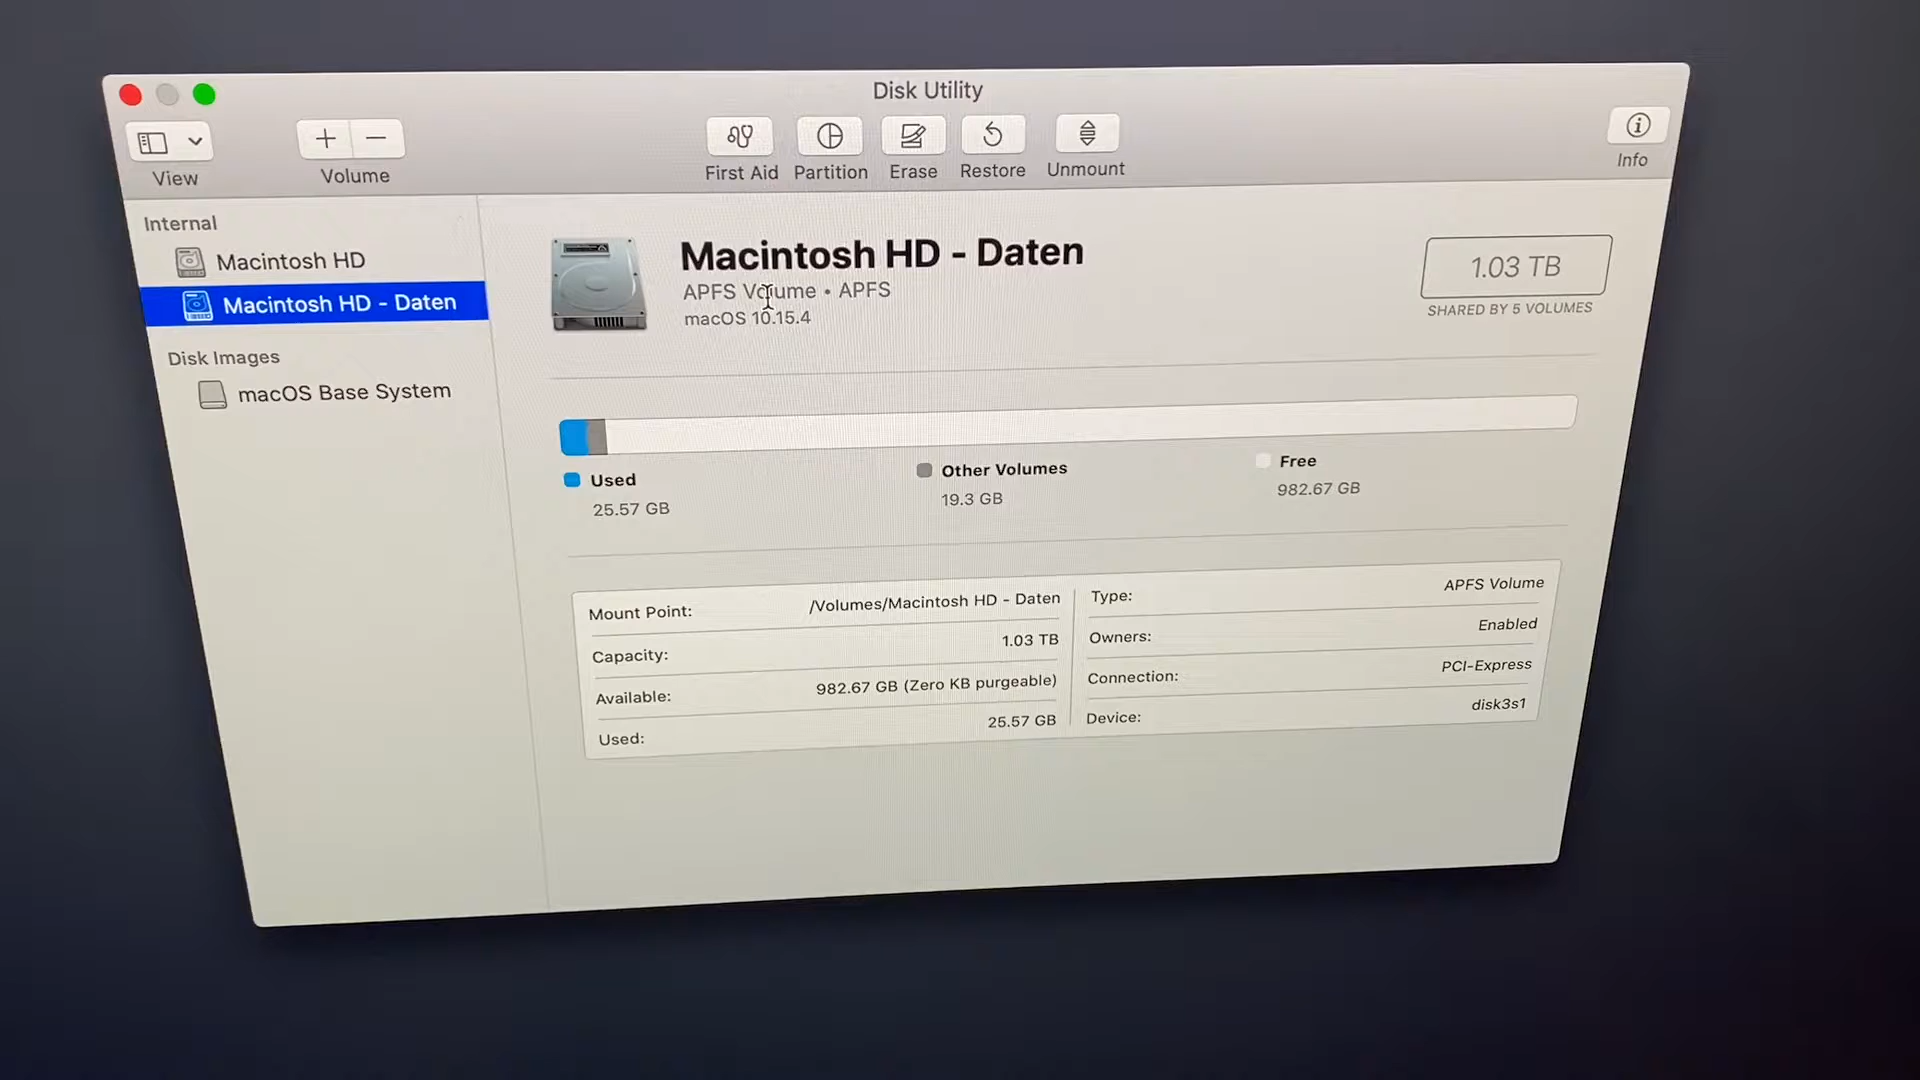 Disk Utility
View
Volume
First Aid
Partition
Erase
Restore
Unmount
Info
Internal
Macintosh HD
Macintosh HD - Daten
Disk Images
macOS Base System
Macintosh HD - Daten
APFS Volume • APFS
macOS 10.15.4
1.03 TB
SHARED BY 5 VOLUMES
Used
25.57 GB
Other Volumes
19.3 GB
Free
982.67 GB
Mount Point: /Volumes/Macintosh HD - Daten
Capacity: 1.03 TB
Available: 982.67 GB (Zero KB purgeable)
Used: 25.57 GB
Type: APFS Volume
Owners: Enabled
Connection: PCI-Express
Device: disk3s1